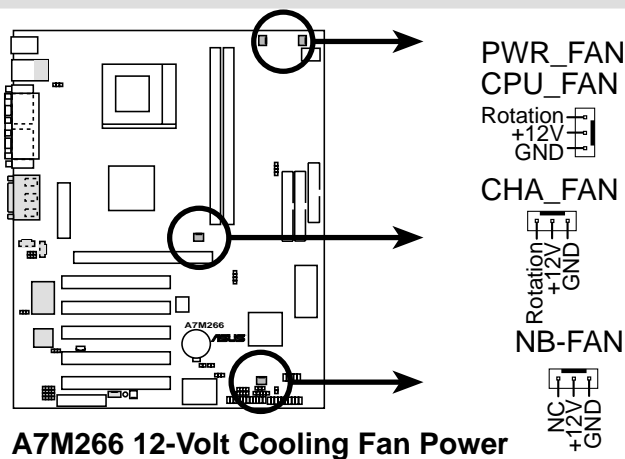 PWR_FAN
CPU_FAN
Rotation
+12V
GND
CHA_FAN
Rotation
+12V
GND
NB-FAN
NC
+12V
GND
A7M266
ASUS
A7M266 12-Volt Cooling Fan Power